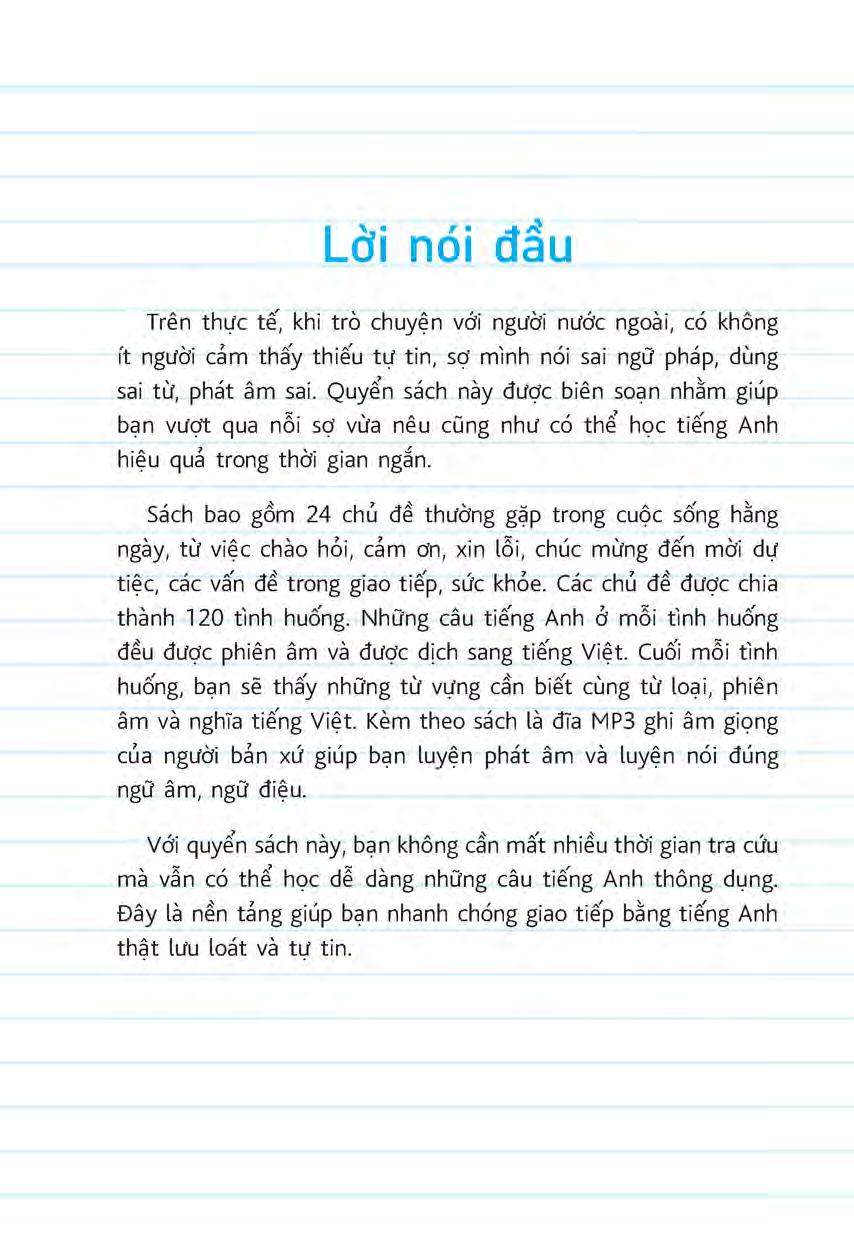 Lời nói đầu
Trên thực tế, khi trò chuyện với người nước ngoài, có không
ít người cảm thấy thiếu tự tin, sợ mình nói sai ngữ pháp, dùng
sai từ, phát âm sai. Quyển sách này được biên soạn nhằm giúp
bạn vượt qua nỗi sợ vừa nêu cũng như có thể học tiếng Anh
hiệu quả trong thời gian ngắn.
Sách bao gồm 24 chủ đề thường gặp trong cuộc sống hằng
ngày, từ việc chào hỏi, cảm ơn, xin lỗi, chúc mừng đến mời dự
tiệc, các vấn đề trong giao tiếp, sức khỏe. Các chủ đề được chia
thành 120 tình huống. Những câu tiếng Anh ở mỗi tình huống
đều được phiên âm và được dịch sang tiếng Việt. Cuối mỗi tình
huống, bạn sẽ thấy những từ vựng cần biết cùng từ loại, phiên
âm và nghĩa tiếng Việt. Kèm theo sách là đĩa MP3 ghi âm giọng
của người bản xứ giúp bạn luyện phát âm và luyện nói đúng
ngữ âm, ngữ điệu.
Với quyển sách này, bạn không cần mất nhiều thời gian tra cứu
mà vẫn có thể học dễ dàng những câu tiếng Anh thông dụng.
Đây là nền tảng giúp bạn nhanh chóng giao tiếp bằng tiếng Anh
thật lưu loát và tự tin.